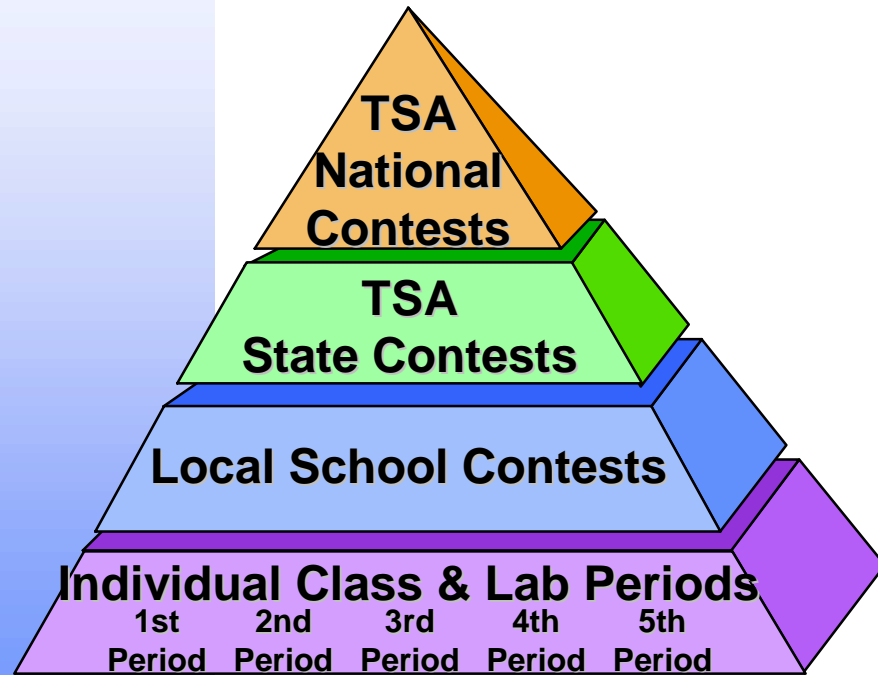 TSA
National
Contests
TSA
State Contests
Local School Contests
Individual Class & Lab Periods
1st 2nd 3rd 4th 5th
Period Period Period Period Period